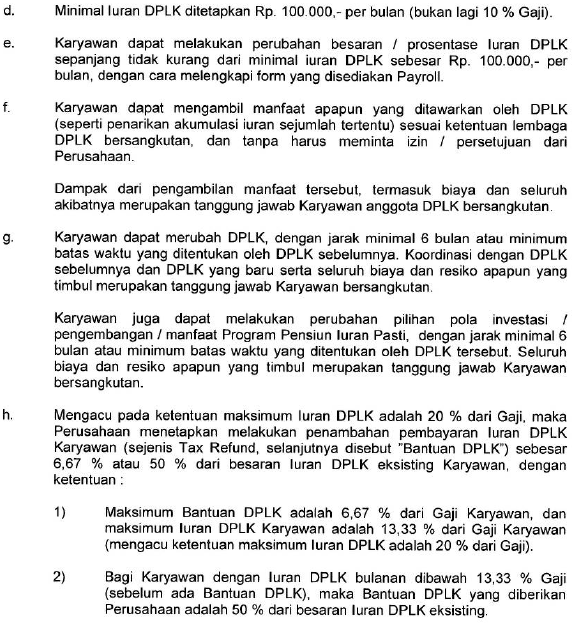 d. Minimal Iuran DPLK ditetapkan Rp. 100.000,- per bulan (bukan lagi 10 % Gaji).
e. Karyawan dapat melakukan perubahan besaran / prosentase Iuran DPLK
sepanjang tidak kurang dari minimal iuran DPLK sebesar Rp. 100.000,- per
bulan, dengan cara melengkapi form yang disediakan Payroll.
f. Karyawan dapat mengambil manfaat apapun yang ditawarkan oleh DPLK
(seperti penarikan akumulasi iuran sejumlah tertentu) sesuai ketentuan lembaga
DPLK bersangkutan, dan tanpa harus meminta izin / persetujuan dari
Perusahaan.
Dampak dari pengambilan manfaat tersebut, termasuk biaya dan seluruh
akibatnya merupakan tanggung jawab Karyawan anggota DPLK bersangkutan.
g. Karyawan dapat merubah DPLK, dengan jarak minimal 6 bulan atau minimum
batas waktu yang ditentukan oleh DPLK sebelumnya. Koordinasi dengan DPLK
sebelumnya dan DPLK yang baru serta seluruh biaya dan resiko apapun yang
timbul merupakan tanggung jawab Karyawan bersangkutan.
Karyawan juga dapat melakukan perubahan pilihan pola investasi /
pengembangan / manfaat Program Pensiun Iuran Pasti, dengan jarak minimal 6
bulan atau minimum batas waktu yang ditentukan oleh DPLK tersebut. Seluruh
biaya dan resiko apapun yang timbul merupakan tanggung jawab Karyawan
bersangkutan.
h. Mengacu pada ketentuan maksimum Iuran DPLK adalah 20 % dari Gaji, maka
Perusahaan menetapkan melakukan penambahan pembayaran Iuran DPLK
Karyawan (sejenis Tax Refund, selanjutnya disebut "Bantuan DPLK") sebesar
6,67 % atau 50 % dari besaran Iuran DPLK eksisting Karyawan, dengan
ketentuan :
1) Maksimum Bantuan DPLK adalah 6,67 % dari Gaji Karyawan, dan
maksimum Iuran DPLK Karyawan adalah 13,33 % dari Gaji Karyawan
(mengacu ketentuan maksimum Iuran DPLK adalah 20 % dari Gaji).
2) Bagi Karyawan dengan Iuran DPLK bulanan dibawah 13,33 % Gaji
(sebelum ada Bantuan DPLK), maka Bantuan DPLK yang diberikan
Perusahaan adalah 50 % dari besaran Iuran DPLK eksisting.